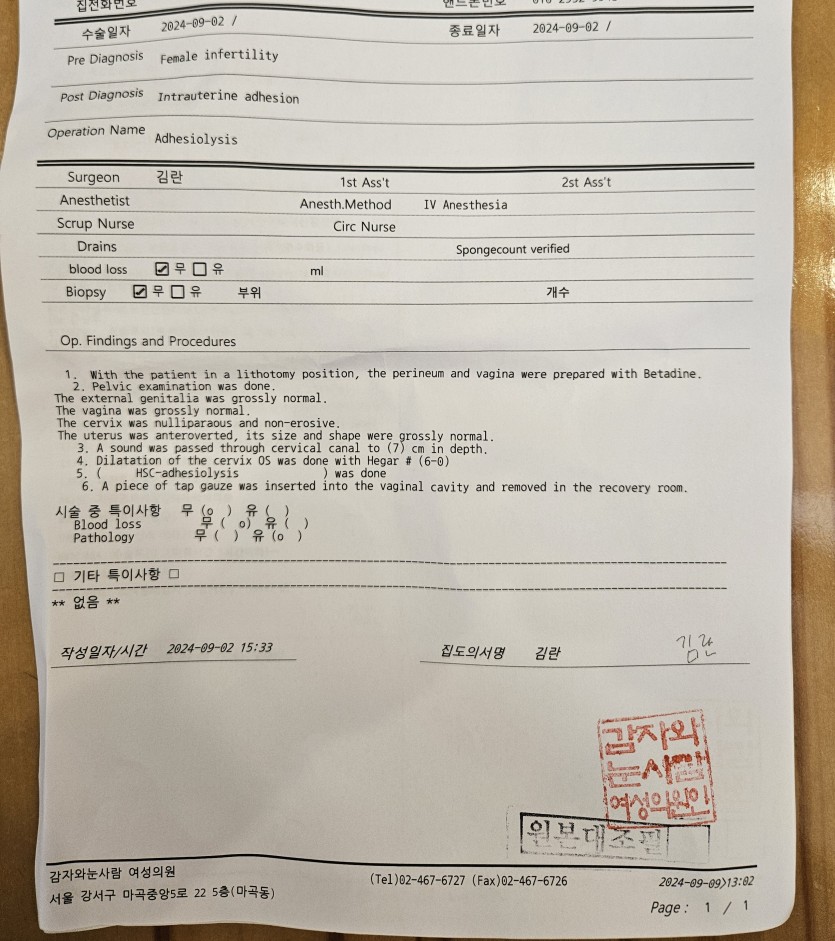 집전화번호 핸드폰번호
수술일자 2024-09-02 / 종료일자 2024-09-02 /
Pre Diagnosis Female infertility
Post Diagnosis Intrauterine adhesion
Operation Name Adhesiolysis
Surgeon 김란 1st Ass't 2st Ass't
Anesthetist Anesth.Method IV Anesthesia
Scrup Nurse Circ Nurse
Drains Spongecount verified
blood loss ☑ 무 □ 유 ml
Biopsy ☑ 무 □ 유 부위 개수
Op. Findings and Procedures
1. With the patient in a lithotomy position, the perineum and vagina were prepared with Betadine.
2. Pelvic examination was done.
The external genitalia was grossly normal.
The vagina was grossly normal.
The cervix was nulliparous and non-erosive.
The uterus was anteroverted, its size and shape were grossly normal.
3. A sound was passed through cervical canal to (7) cm in depth.
4. Dilatation of the cervix OS was done with Hegar # (6-0)
5. ( HSC-adhesiolysis ) was done
6. A piece of tap gauze was inserted into the vaginal cavity and removed in the recovery room.
시술 중 특이사항 무 (o ) 유 ( )
Blood loss 무 ( o) 유 ( )
Pathology 무 ( ) 유 (o )
□ 기타 특이사항 □
** 없음 **
작성일자/시간 2024-09-02 15:33 집도의서명 김란 김란
감자와
눈사람
여성의원인
원본대조필
감자와눈사람 여성의원 (Tel)02-467-6727 (Fax)02-467-6726 2024-09-09>13:02
서울 강서구 마곡중앙5로 22 5층(마곡동)
Page : 1 / 1